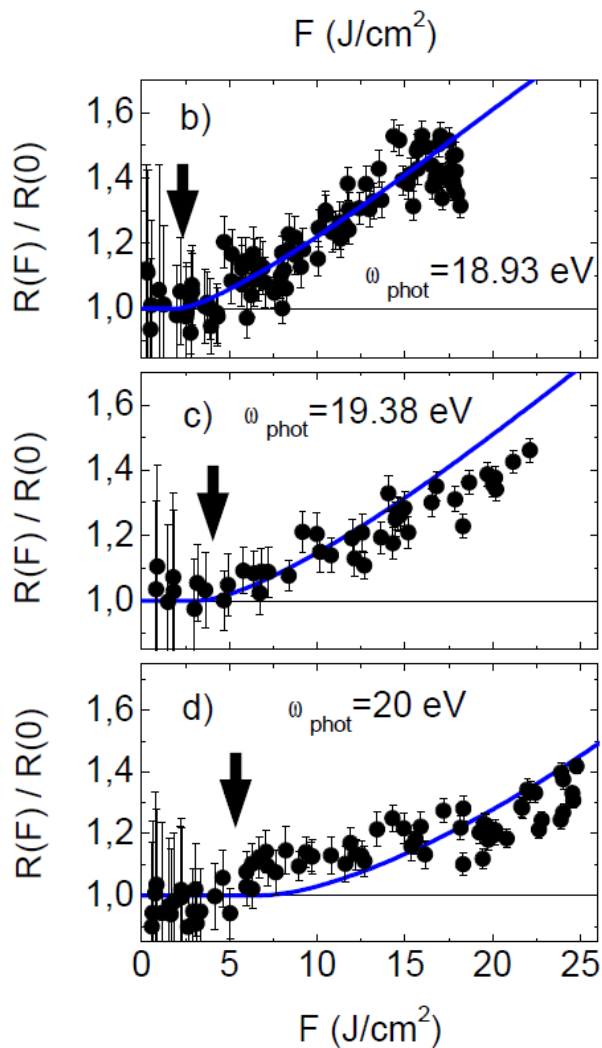 F (J/cm²)
R(F) / R(0)
1,6
1,4
1,2
1,0
b)
ω phot=18.93 eV
R(F) / R(0)
1,6
1,4
1,2
1,0
c) ω phot=19.38 eV
R(F) / R(0)
1,6
1,4
1,2
1,0
d) ω phot=20 eV
0 5 10 15 20 25
F (J/cm²)